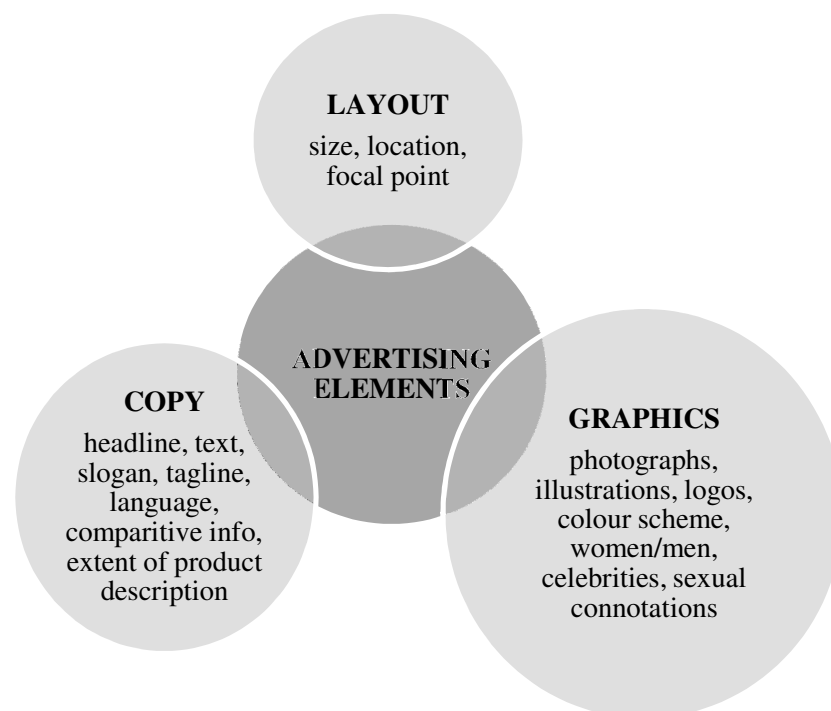 LAYOUT
size, location,
focal point
ADVERTISING
ELEMENTS
COPY
headline, text,
slogan, tagline,
language,
comparitive info,
extent of product
description
GRAPHICS
photographs,
illustrations, logos,
colour scheme,
women/men,
celebrities, sexual
connotations